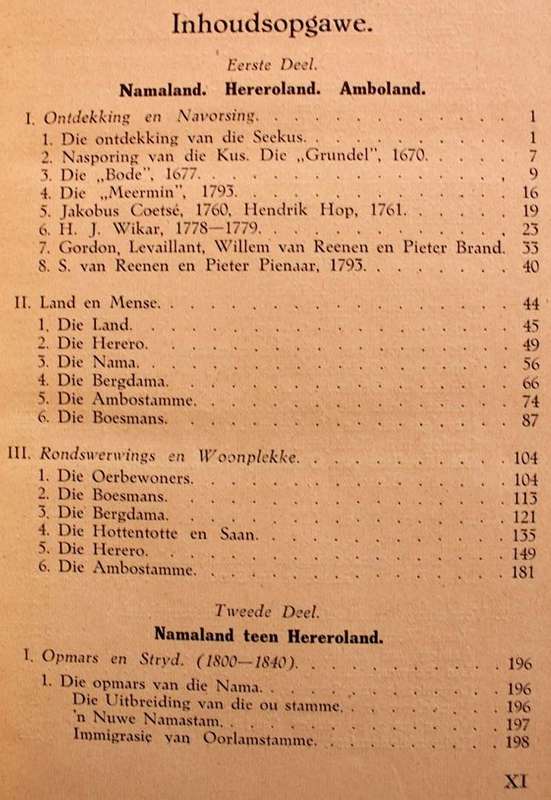 Inhoudsopgawe.
Eerste Deel.
Namaland. Hereroland. Amboland.
I. Ontdekking en Navorsing. 1
1. Die ontdekking van die Seekus. 1
2. Nasporing van die Kus. Die „Grundel”, 1670. 7
3. Die „Bode”, 1677. 9
4. Die „Meermin”, 1793. 16
5. Jakobus Coetsé, 1760, Hendrik Hop, 1761. 19
6. H. J. Wikar, 1778—1779. 23
7. Gordon, Levaillant, Willem van Reenen en Pieter Brand. 33
8. S. van Reenen en Pieter Pienaar, 1793. 40
II. Land en Mense. 44
1. Die Land. 45
2. Die Herero. 49
3. Die Nama. 56
4. Die Bergdama. 66
5. Die Ambostamme. 74
6. Die Boesmans. 87
III. Rondswerwings en Woonplekke. 104
1. Die Oerbewoners. 104
2. Die Boesmans. 113
3. Die Bergdama. 121
4. Die Hottentotte en Saan. 135
5. Die Herero. 149
6. Die Ambostamme. 181
Tweede Deel.
Namaland teen Hereroland.
I. Opmars en Stryd. (1800—1840). 196
1. Die opmars van die Nama. 196
Die Uitbreiding van die ou stamme. 196
'n Nuwe Namastam. 197
Immigrasie van Oorlamstamme. 198
XI